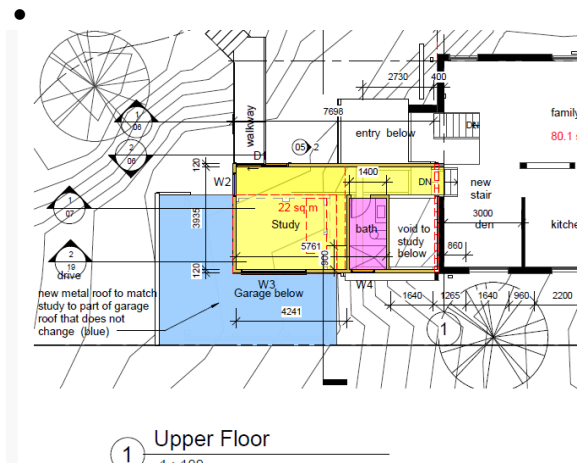 2730
400
7698
family
80.1
walkway
entry below
DN
1
06
2
06
05
2
D1
120
1400
W2
DN
new
stair
22 sq m
3000
1
07
3935
Study
bath
void to
study
below
den
kitche
5761
900
860
2
19
drive
120
W3
W4
new metal roof to match
study to part of garage
roof that does not
change (blue)
Garage below
1640
1265
1640
960
2200
4241
1
1
Upper Floor